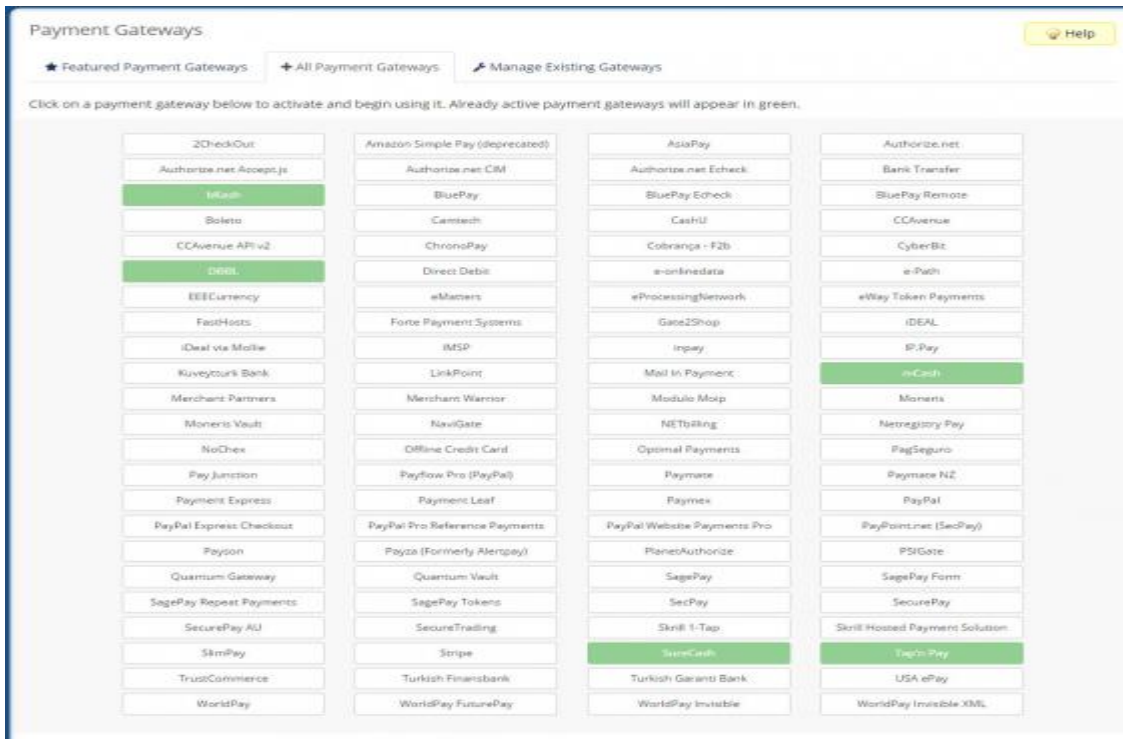 Payment Gateways
Help
Featured Payment Gateways All Payment Gateways Manage Existing Gateways
Click on a payment gateway below to activate and begin using it. Already active payment gateways will appear in green.
2CheckOut Amazon Simple Pay (deprecated) AsiaPay Authorize.net
Authorize.net Accept.js Authorize.net CIM Authorize.net Echeck Bank Transfer
bKash BluePay BluePay Echeck BluePay Remote
Boleto Camtech CashU CCAvenue
CCAvenue API v2 ChronoPay Cobrança - F2b CyberBit
DBBL Direct Debit e-onlinedata e-Path
EEECurrency eMatters eProcessingNetwork eWay Token Payments
FastHosts Forte Payment Systems Gate2Shop iDEAL
iDeal via Mollie IMSP inpay IP.Pay
Kuveytturk Bank LinkPoint Mail In Payment mCash
Merchant Partners Merchant Warrior Modulo Moip Moneris
Moneris Vault NaviGate NETbilling Netregistry Pay
NoChex Offline Credit Card Optimal Payments PagSeguro
Pay Junction Payflow Pro (PayPal) Paymate Paymate NZ
Payment Express Payment Leaf Paymex PayPal
PayPal Express Checkout PayPal Pro Reference Payments PayPal Website Payments Pro PayPoint.net (SecPay)
Payson Payza (Formerly Alertpay) PlanetAuthorize PSIGate
Quantum Gateway Quantum Vault SagePay SagePay Form
SagePay Repeat Payments SagePay Tokens SecPay SecurePay
SecurePay AU SecureTrading Skrill 1-Tap Skrill Hosted Payment Solution
SlimPay Stripe SureCash Tap'n Pay
TrustCommerce Turkish Finansbank Turkish Garanti Bank USA ePay
WorldPay WorldPay FuturePay WorldPay Invisible WorldPay Invisible XML